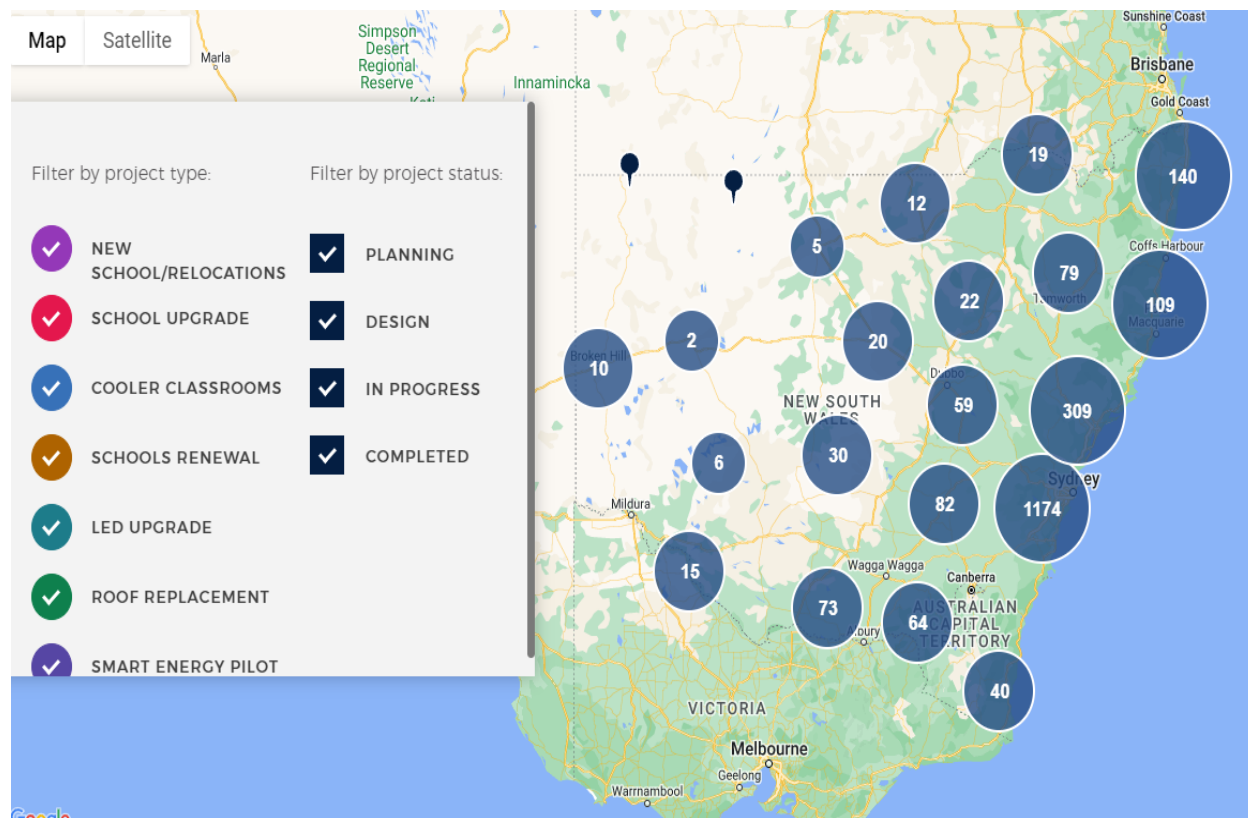 Map
Satellite
Marla
Simpson
Desert
Regional
Reserve
Innamincka
Sunshine Coast
Brisbane
Gold Coast
Filter by project type:
Filter by project status:
NEW
SCHOOL/RELOCATIONS
SCHOOL UPGRADE
COOLER CLASSROOMS
SCHOOLS RENEWAL
LED UPGRADE
ROOF REPLACEMENT
SMART ENERGY PILOT
PLANNING
DESIGN
IN PROGRESS
COMPLETED
19
140
12
5
Coffs Harbour
79
Tamworth
22
109
Macquarie
2
20
Broken Hill
10
Dubbo
NEW SOUTH
WALES
59
309
6
30
Sydney
Mildura
82
1174
15
Wagga Wagga
Canberra
73
64
AUSTRALIAN
CAPITAL
TERRITORY
Albury
40
VICTORIA
Melbourne
Geelong
Warrnambool
Google